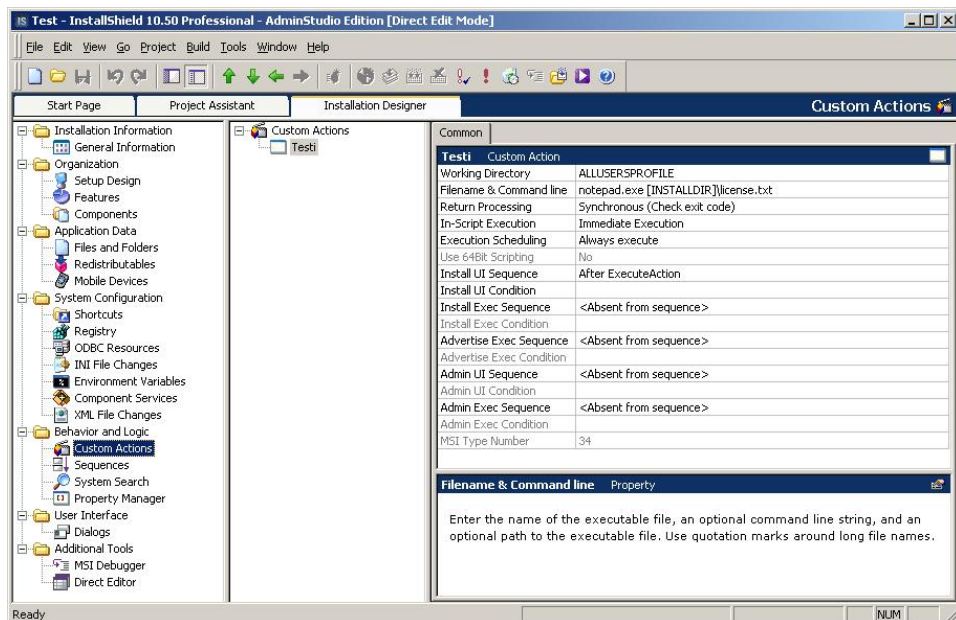 Test - InstallShield 10.50 Professional - AdminStudio Edition [Direct Edit Mode]
File Edit View Go Project Build Tools Window Help
Start Page Project Assistant Installation Designer Custom Actions
Installation Information
General Information
Organization
Setup Design
Features
Components
Application Data
Files and Folders
Redistributables
Mobile Devices
System Configuration
Shortcuts
Registry
ODBC Resources
INI File Changes
Environment Variables
Component Services
XML File Changes
Behavior and Logic
Custom Actions
Sequences
System Search
Property Manager
User Interface
Dialogs
Additional Tools
MSI Debugger
Direct Editor
Custom Actions
Testi
Common
Testi Custom Action
Working Directory ALLUSERSPROFILE
Filename & Command line notepad.exe [INSTALLDIR]\license.txt
Return Processing Synchronous (Check exit code)
In-Script Execution Immediate Execution
Execution Scheduling Always execute
Use 64Bit Scripting No
Install UI Sequence After ExecuteAction
Install UI Condition
Install Exec Sequence <Absent from sequence>
Install Exec Condition
Advertise Exec Sequence <Absent from sequence>
Advertise Exec Condition
Admin UI Sequence <Absent from sequence>
Admin UI Condition
Admin Exec Sequence <Absent from sequence>
Admin Exec Condition
MSI Type Number 34
Filename & Command line Property
Enter the name of the executable file, an optional command line string, and an
optional path to the executable file. Use quotation marks around long file names.
Ready NUM